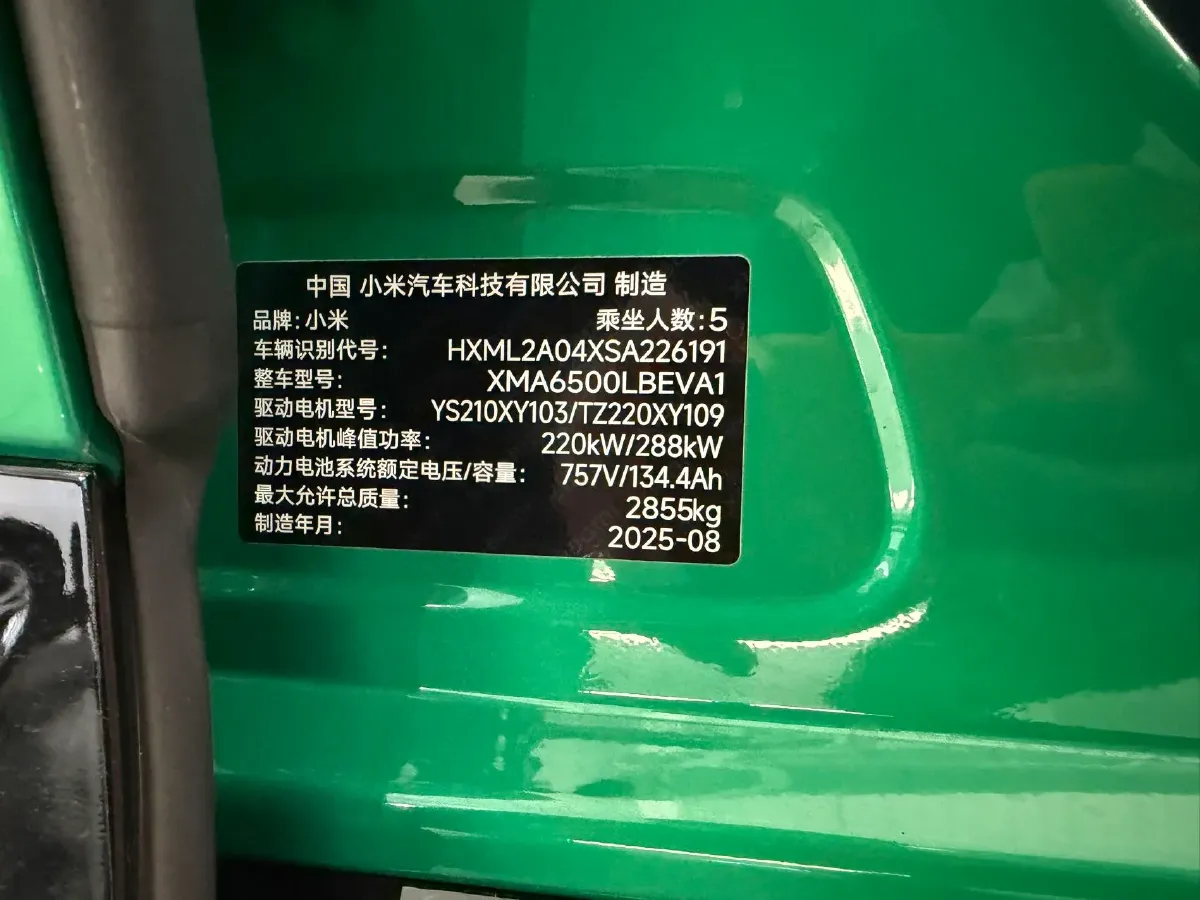 中国 小米汽车科技有限公司 制造
品牌:小米 乘坐人数:5
车辆识别代号: HXML2A04XSA226191
整车型号: XMA6500LBEVA1
驱动电机型号: YS210XY103/TZ220XY109
驱动电机峰值功率: 220kW/288kW
动力电池系统额定电压/容量: 757V/134.4Ah
最大允许总质量: 2855kg
制造年月: 2025-08